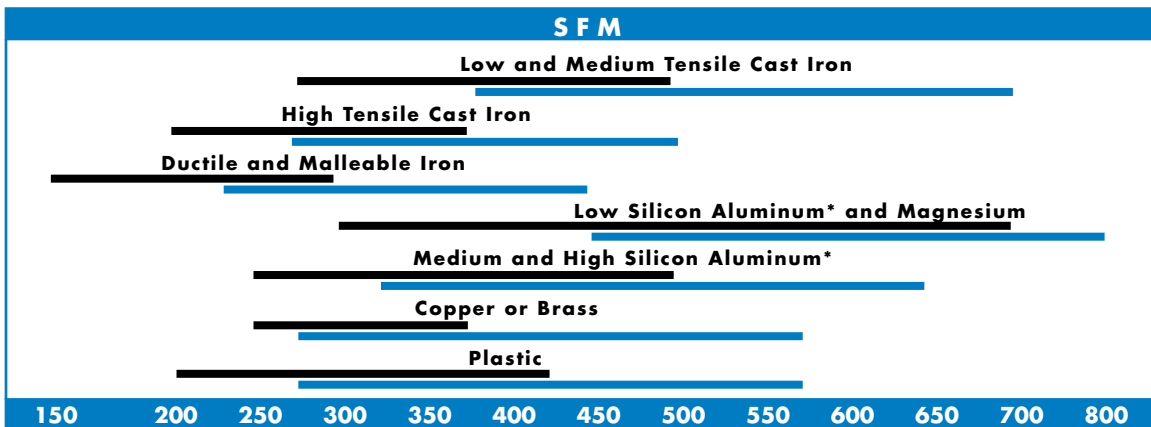 SFM
Low and Medium Tensile Cast Iron
High Tensile Cast Iron
Ductile and Malleable Iron
Low Silicon Aluminum* and Magnesium
Medium and High Silicon Aluminum*
Copper or Brass
Plastic
150 200 250 300 350 400 450 500 550 600 650 700 800